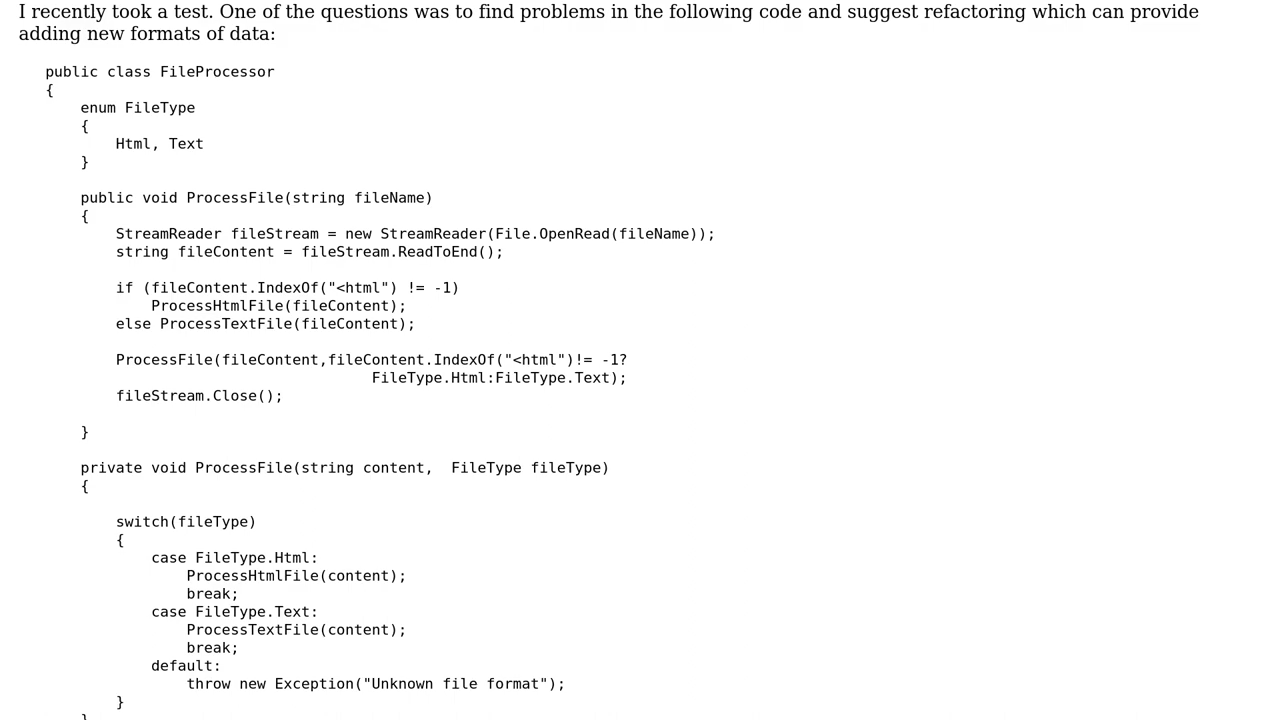 I recently took a test. One of the questions was to find problems in the following code and suggest refactoring which can provide
adding new formats of data:
public class FileProcessor
{
    enum FileType
    {
        Html, Text
    }
    public void ProcessFile(string fileName)
    {
        StreamReader fileStream = new StreamReader(File.OpenRead(fileName));
        string fileContent = fileStream.ReadToEnd();
        if (fileContent.IndexOf("<html") != -1)
            ProcessHtmlFile(fileContent);
        else ProcessTextFile(fileContent);
        ProcessFile(fileContent,fileContent.IndexOf("<html")!= -1?
                                     FileType.Html:FileType.Text);
        fileStream.Close();
    }
    private void ProcessFile(string content,  FileType fileType)
    {
        switch(fileType)
        {
            case FileType.Html:
                ProcessHtmlFile(content);
                break;
            case FileType.Text:
                ProcessTextFile(content);
                break;
            default:
                throw new Exception("Unknown file format");
        }
    }